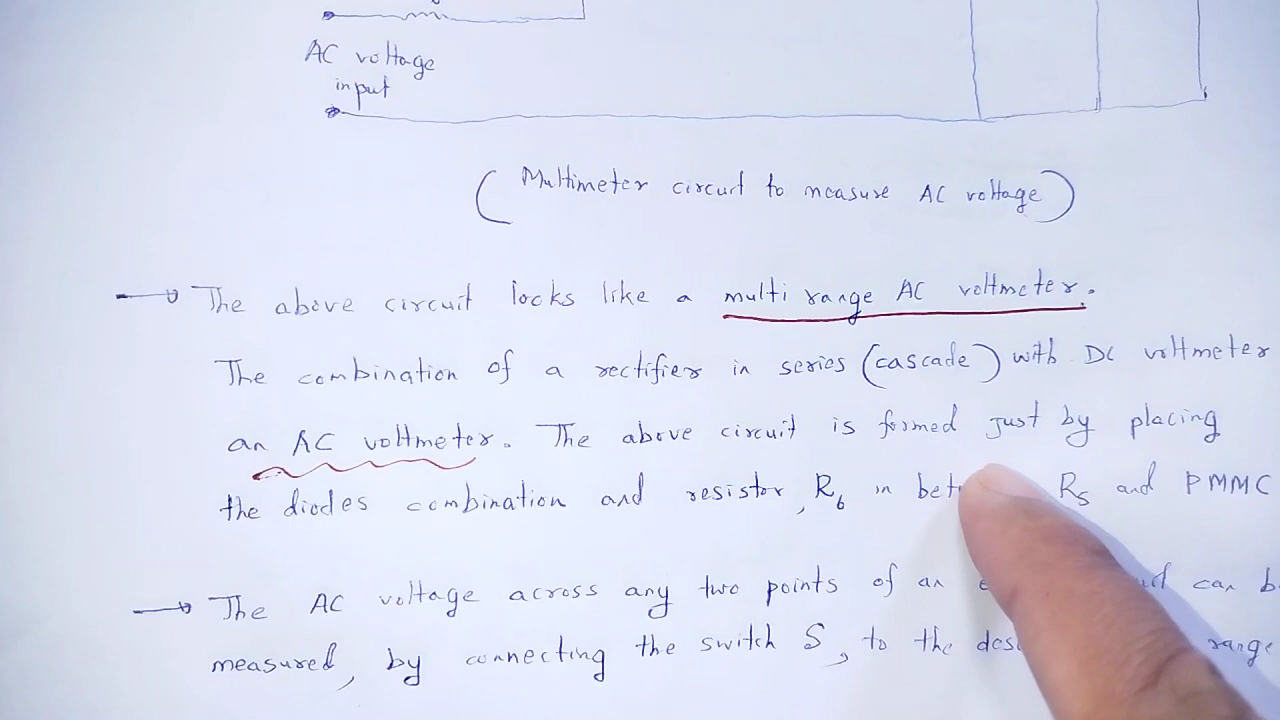 AC voltage
input
(Multimeter circuit to measure AC voltage)
The above circuit looks like a multi range AC voltmeter.
The combination of a rectifier in series (cascade) with DC voltmeter
an AC voltmeter. The above circuit is formed just by placing
the diodes combination and resistor, R6 in R5 and PMMC
The AC voltage across any two points of an can
measured, by connecting the switch S, to the range